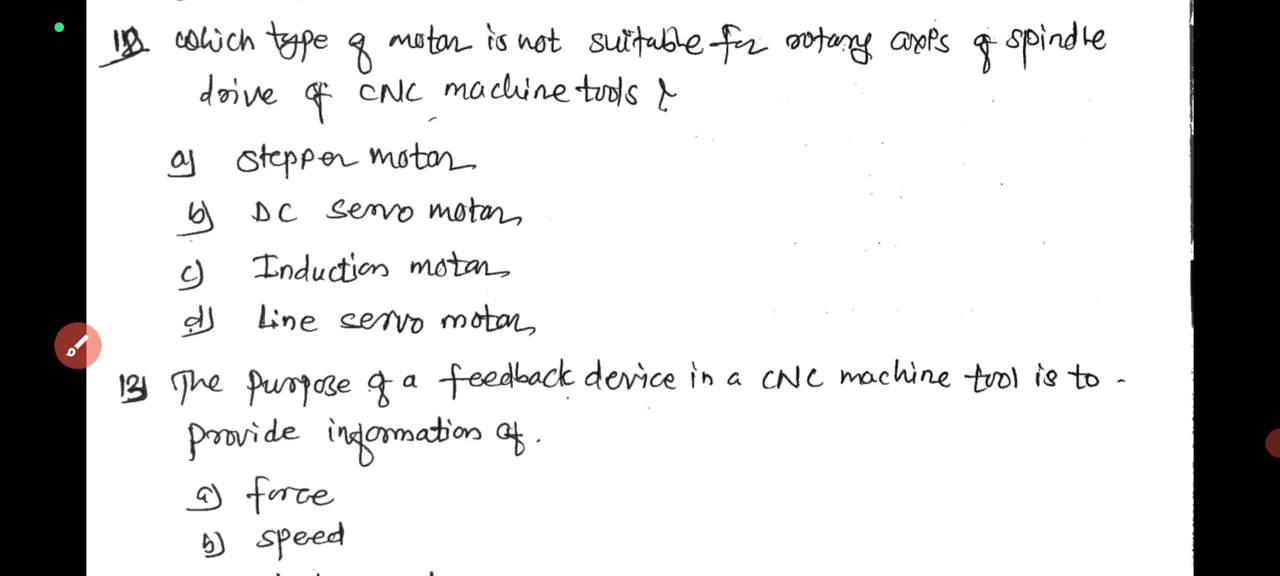 12) Which type of motor is not suitable for rotary axes of spindle
drive of CNC machine tools ?
a) stepper motor
b) DC servo motor
c) Induction motor
d) Line servo motor
13) The purpose of a feedback device in a CNC machine tool is to -
provide information of.
a) force
b) speed